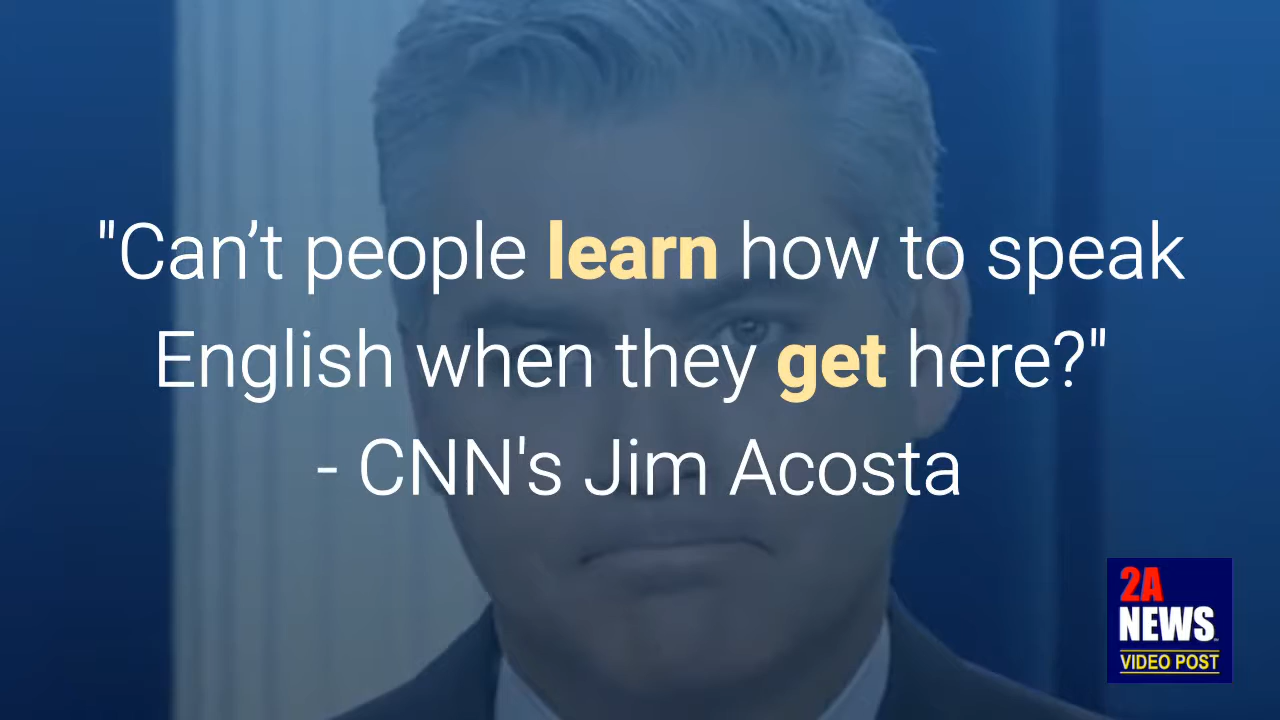 "Can’t people learn how to speak
English when they get here?"
- CNN's Jim Acosta
2A
NEWS
VIDEO POST